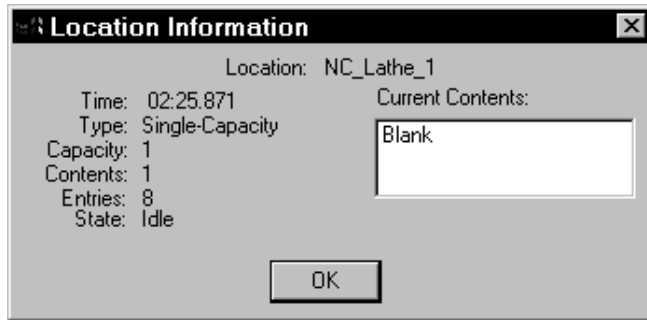 Location Information
Location: NC_Lathe_1
Time: 02:25.871
Type: Single-Capacity
Capacity: 1
Contents: 1
Entries: 8
State: Idle
Current Contents:
Blank
OK